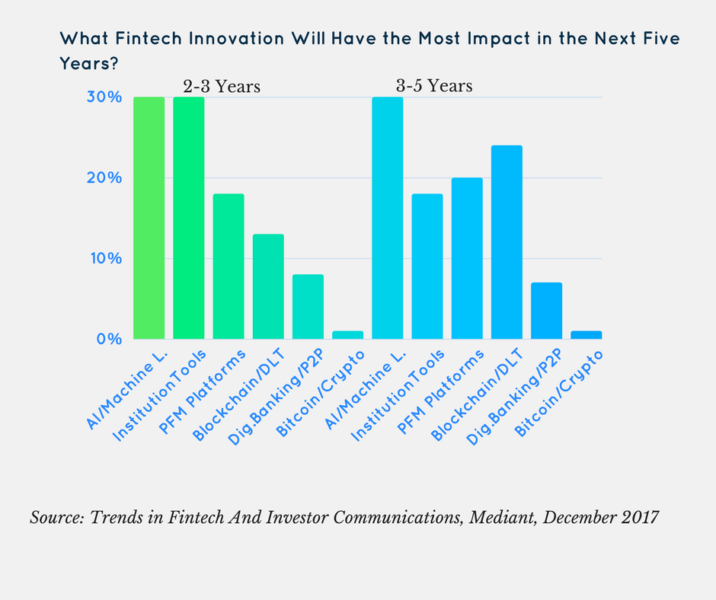 What Fintech Innovation Will Have the Most Impact in the Next Five
Years?
2-3 Years
3-5 Years
30%
20%
10%
0%
AI/Machine L.
InstitutionTools
PFM Platforms
Blockchain/DLT
Dig.Banking/P2P
Bitcoin/Crypto
AI/Machine L.
InstitutionTools
PFM Platforms
Blockchain/DLT
Dig.Banking/P2P
Bitcoin/Crypto
Source: Trends in Fintech And Investor Communications, Mediant, December 2017